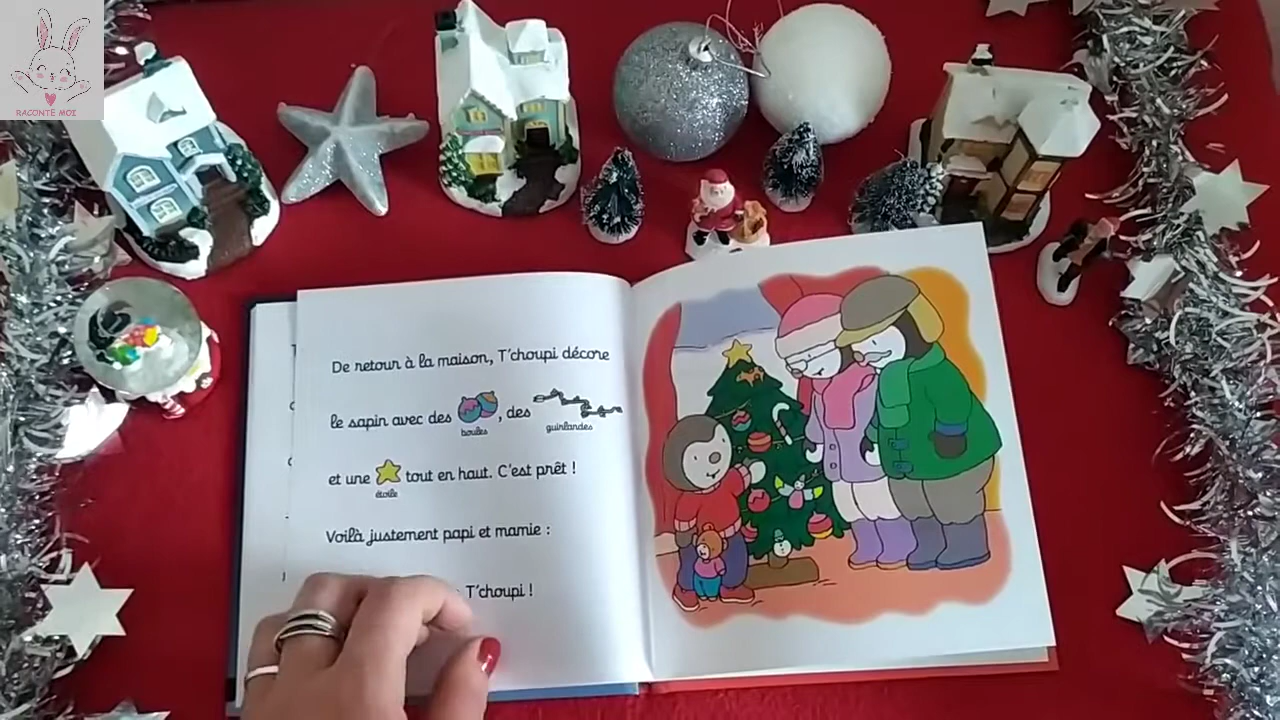 RACONTE MOI
De retour à la maison, T'choupi décore
le sapin avec des boules, des guirlandes
et une étoile tout en haut. C'est prêt !
Voilà justement papi et mamie :
T'choupi !